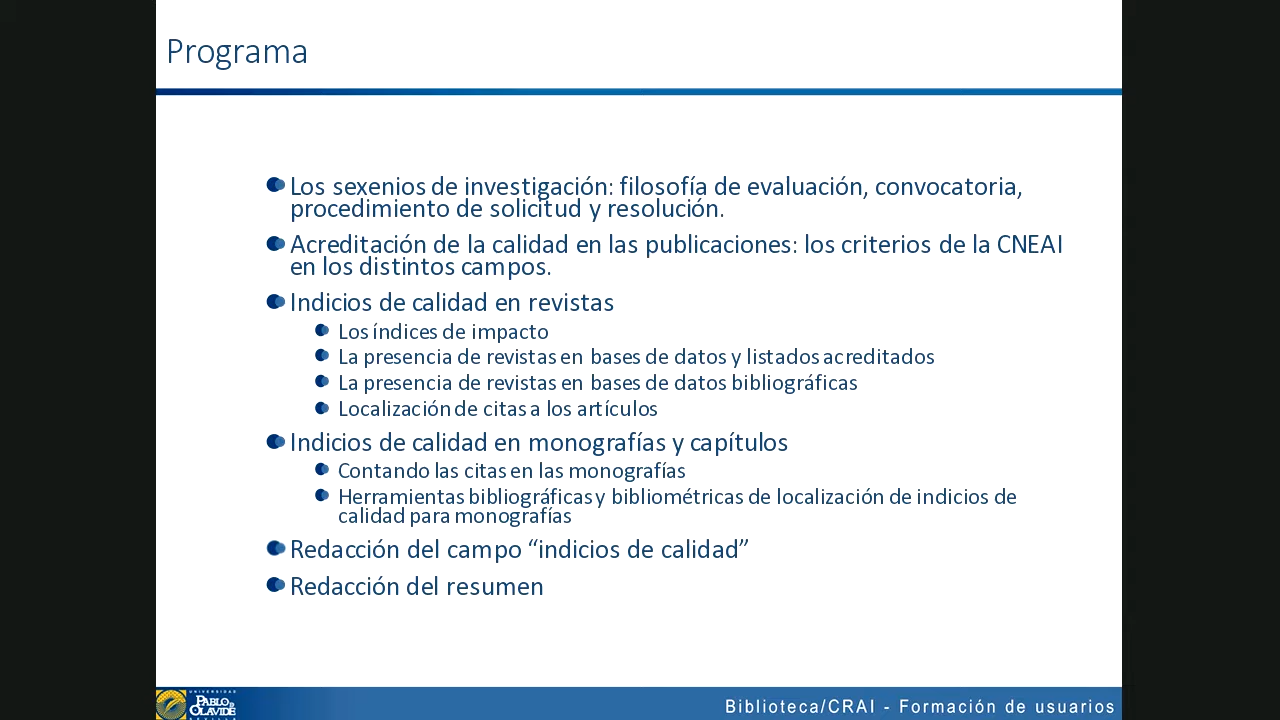 Programa
Los sexenios de investigación: filosofía de evaluación, convocatoria,
procedimiento de solicitud y resolución.
Acreditación de la calidad en las publicaciones: los criterios de la CNEAI
en los distintos campos.
Indicios de calidad en revistas
Los índices de impacto
La presencia de revistas en bases de datos y listados acreditados
La presencia de revistas en bases de datos bibliográficas
Localización de citas a los artículos
Indicios de calidad en monografías y capítulos
Contando las citas en las monografías
Herramientas bibliográficas y bibliométricas de localización de indicios de
calidad para monografías
Redacción del campo “indicios de calidad”
Redacción del resumen
UNIVERSIDAD
PABLO DE
OLAVIDE
SEVILLA
Biblioteca/CRAI - Formación de usuarios